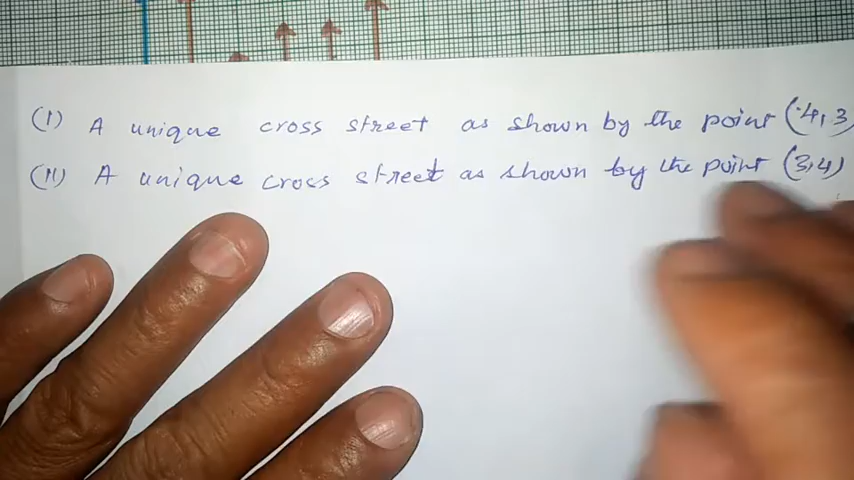 (I) A unique cross street as shown by the point (4,3
(II) A unique cross street as shown by the point (3,4)